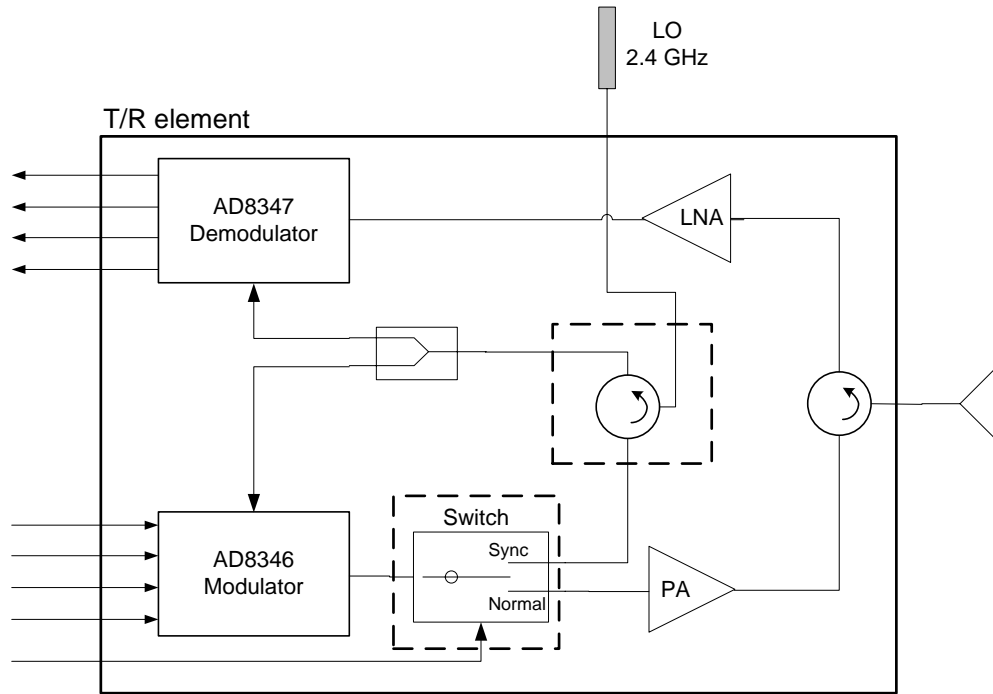 LO
2.4 GHz
T/R element
AD8347
Demodulator
LNA
Switch
Sync
AD8346
Modulator
Normal
PA